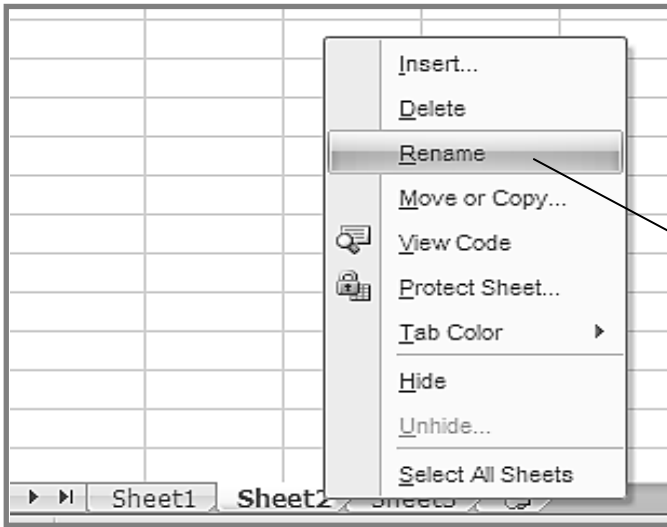 Insert...
Delete
Rename
Move or Copy...
View Code
Protect Sheet...
Tab Color
Hide
Unhide...
Select All Sheets
Sheet1 Sheet2 Sheet3